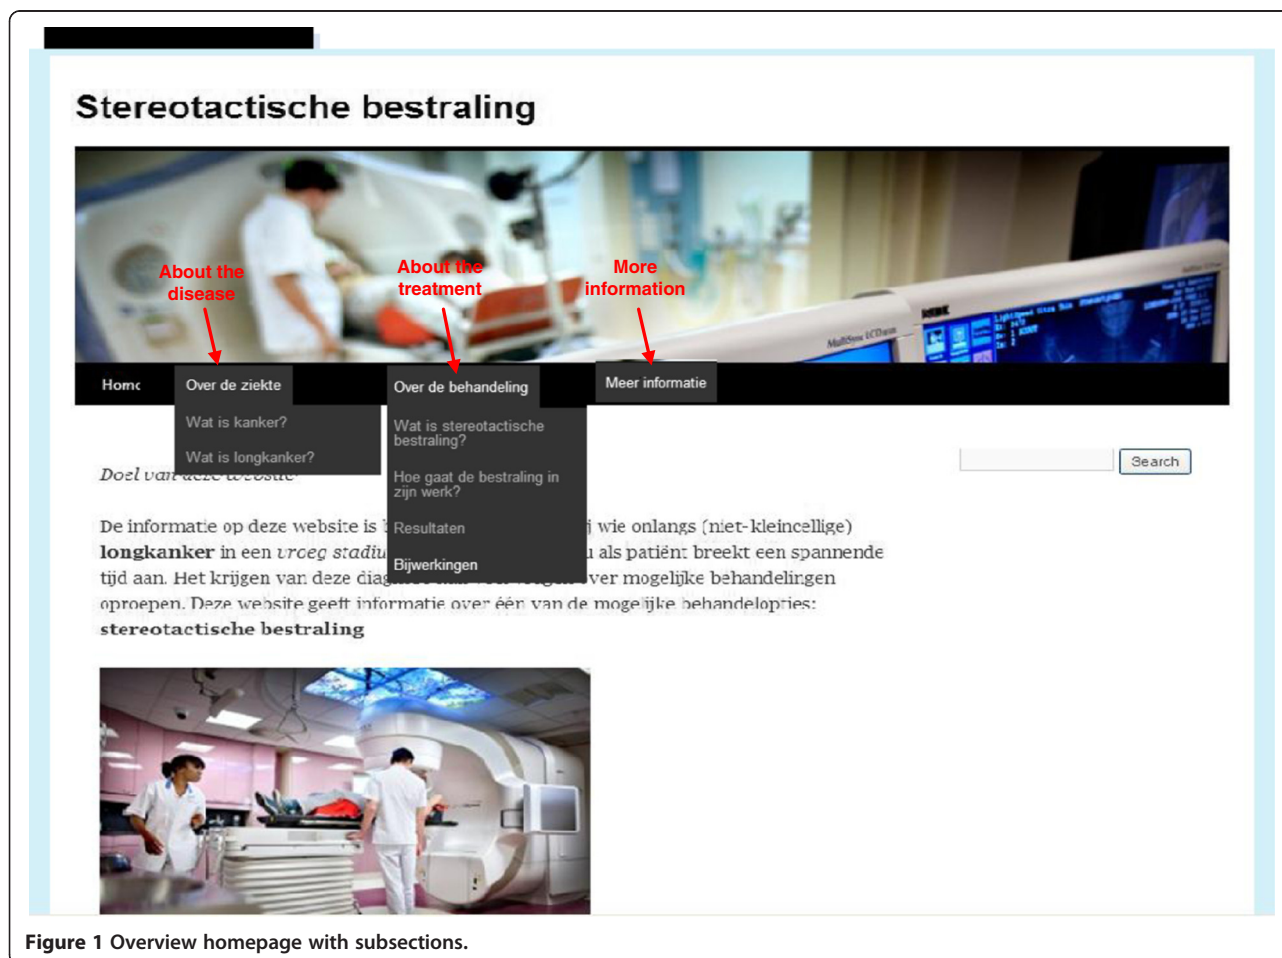 Stereotactische bestraling
About the
disease
About the
treatment
More
information
MultiSync LCD
Home
Over de ziekte
Over de behandeling
Meer informatie
Wat is kanker?
Wat is longkanker?
Wat is stereotactische
bestraling?
Hoe gaat de bestraling in
zijn werk?
Resultaten
Bijwerkingen
Search
Doel van deze website
De informatie op deze website is wie onlangs (niet-kleincellige)
longkanker in een vroeg u als patiënt breekt een spannende
tijd aan. Het krijgen van deze over mogelijke behandelingen
oproepen. Deze website geeft informatie over één van de mogelijke behandelopties:
stereotactische bestraling
Figure 1 Overview homepage with subsections.